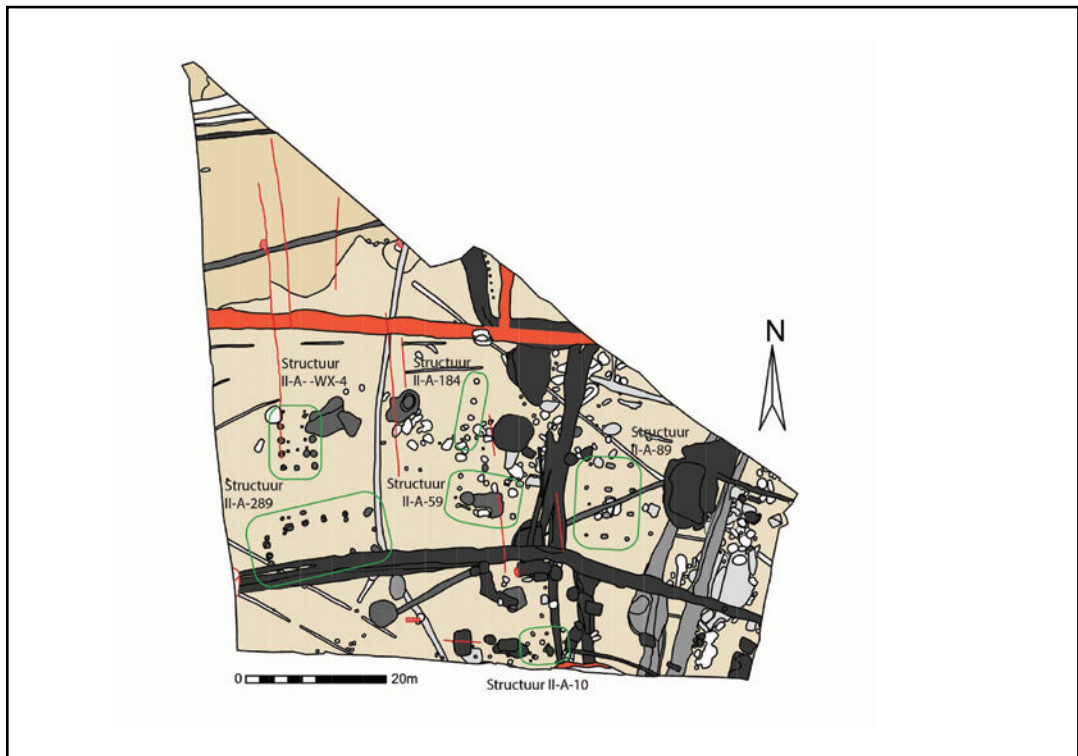 N
Structuur
II-A- -WX-4
Structuur
II-A-184
Structuur
II-A-89
Structuur
II-A-289
Structuur
II-A-59
0 20m
Structuur II-A-10